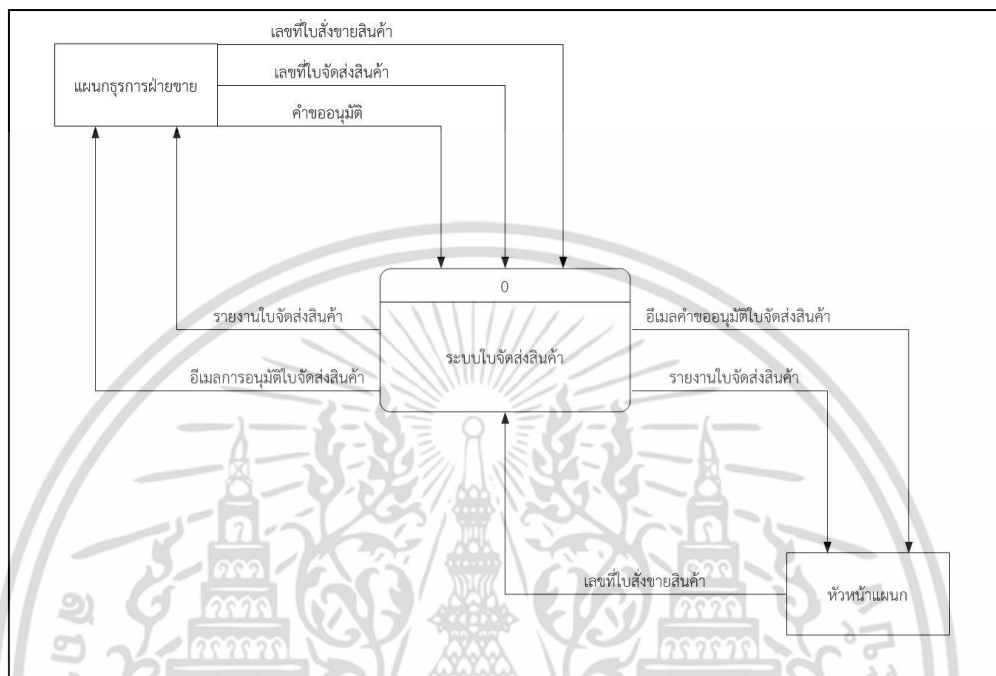 เลขที่ใบสั่งขายสินค้า
แผนกธุรการฝ่ายขาย
เลขที่ใบจัดส่งสินค้า
คำขออนุมัติ
0
รายงานใบจัดส่งสินค้า
อีเมลคำขออนุมัติใบจัดส่งสินค้า
ระบบใบจัดส่งสินค้า
อีเมลการอนุมัติใบจัดส่งสินค้า
รายงานใบจัดส่งสินค้า
เลขที่ใบสั่งขายสินค้า
หัวหน้าแผนก